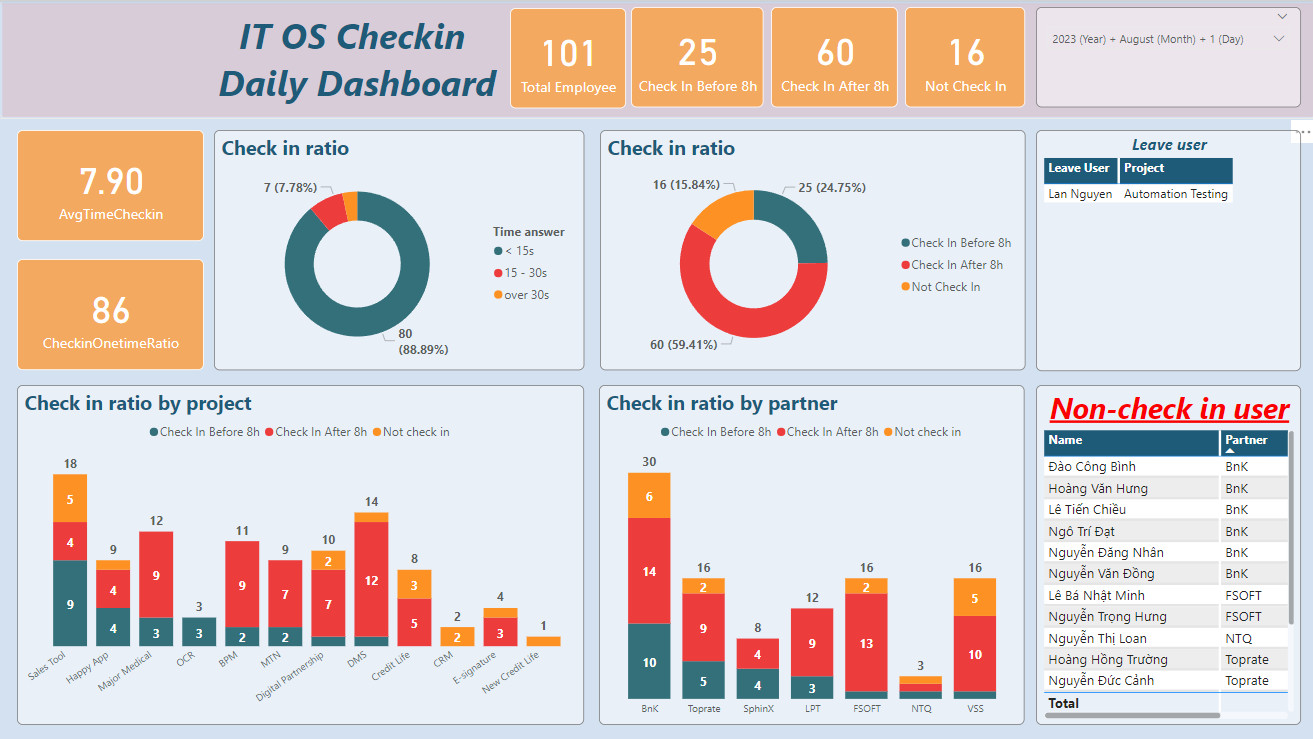 IT OS Checkin
Daily Dashboard
101
Total Employee
25
Check In Before 8h
60
Check In After 8h
16
Not Check In
2023 (Year) + August (Month) + 1 (Day)
7.90
AvgTimeCheckin
86
CheckinOnetimeRatio
Check in ratio
7 (7.78%)
80
(88.89%)
Time answer
< 15s
15 - 30s
over 30s
Check in ratio
16 (15.84%)
25 (24.75%)
60 (59.41%)
Check In Before 8h
Check In After 8h
Not Check In
Leave user
Leave User Project
Lan Nguyen Automation Testing
Check in ratio by project
Check In Before 8h Check In After 8h Not check in
18
5
4
9
9
4
4
12
9
3
3
3
11
9
2
9
7
2
10
2
7
14
12
8
3
5
2
2
4
3
1
Sales Tool
Happy App
Major Medical
OCR
BPM
MTN
Digital Partnership
DMS
Credit Life
CRM
E-signature
New Credit Life
Check in ratio by partner
Check In Before 8h Check In After 8h Not check in
30
6
14
10
16
2
9
5
8
4
4
12
9
3
16
2
13
3
16
5
10
BnK Toprate SphinX LPT FSOFT NTQ VSS
Non-check in user
Name Partner
Đào Công Bình BnK
Hoàng Văn Hưng BnK
Lê Tiến Chiều BnK
Ngô Trí Đạt BnK
Nguyễn Đăng Nhân BnK
Nguyễn Văn Đồng BnK
Lê Bá Nhật Minh FSOFT
Nguyễn Trọng Hưng FSOFT
Nguyễn Thị Loan NTQ
Hoàng Hồng Trường Toprate
Nguyễn Đức Cảnh Toprate
Total